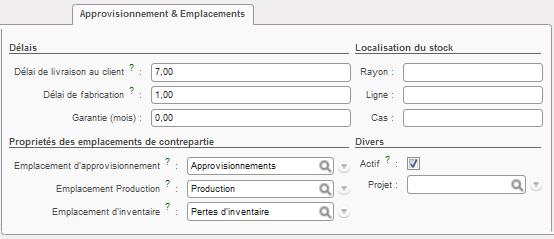 Approvisionnement & Emplacements
Délais
Délai de livraison au client ? : 7,00
Délai de fabrication ? : 1,00
Garantie (mois) : 0,00
Localisation du stock
Rayon :
Ligne :
Cas :
Propriétés des emplacements de contrepartie
Emplacement d'approvisionnement ? : Approvisionnements
Emplacement Production ? : Production
Emplacement d'inventaire ? : Pertes d'inventaire
Divers
Actif ? :
Projet :